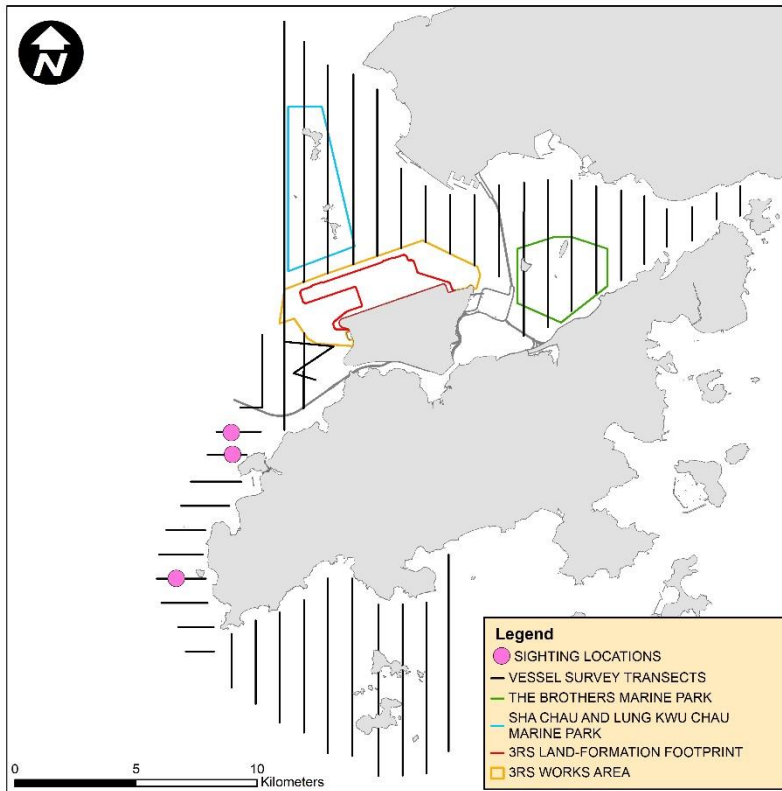 N
Legend
SIGHTING LOCATIONS
VESSEL SURVEY TRANSECTS
THE BROTHERS MARINE PARK
SHA CHAU AND LUNG KWU CHAU
MARINE PARK
3RS LAND-FORMATION FOOTPRINT
3RS WORKS AREA
0 5 10
Kilometers